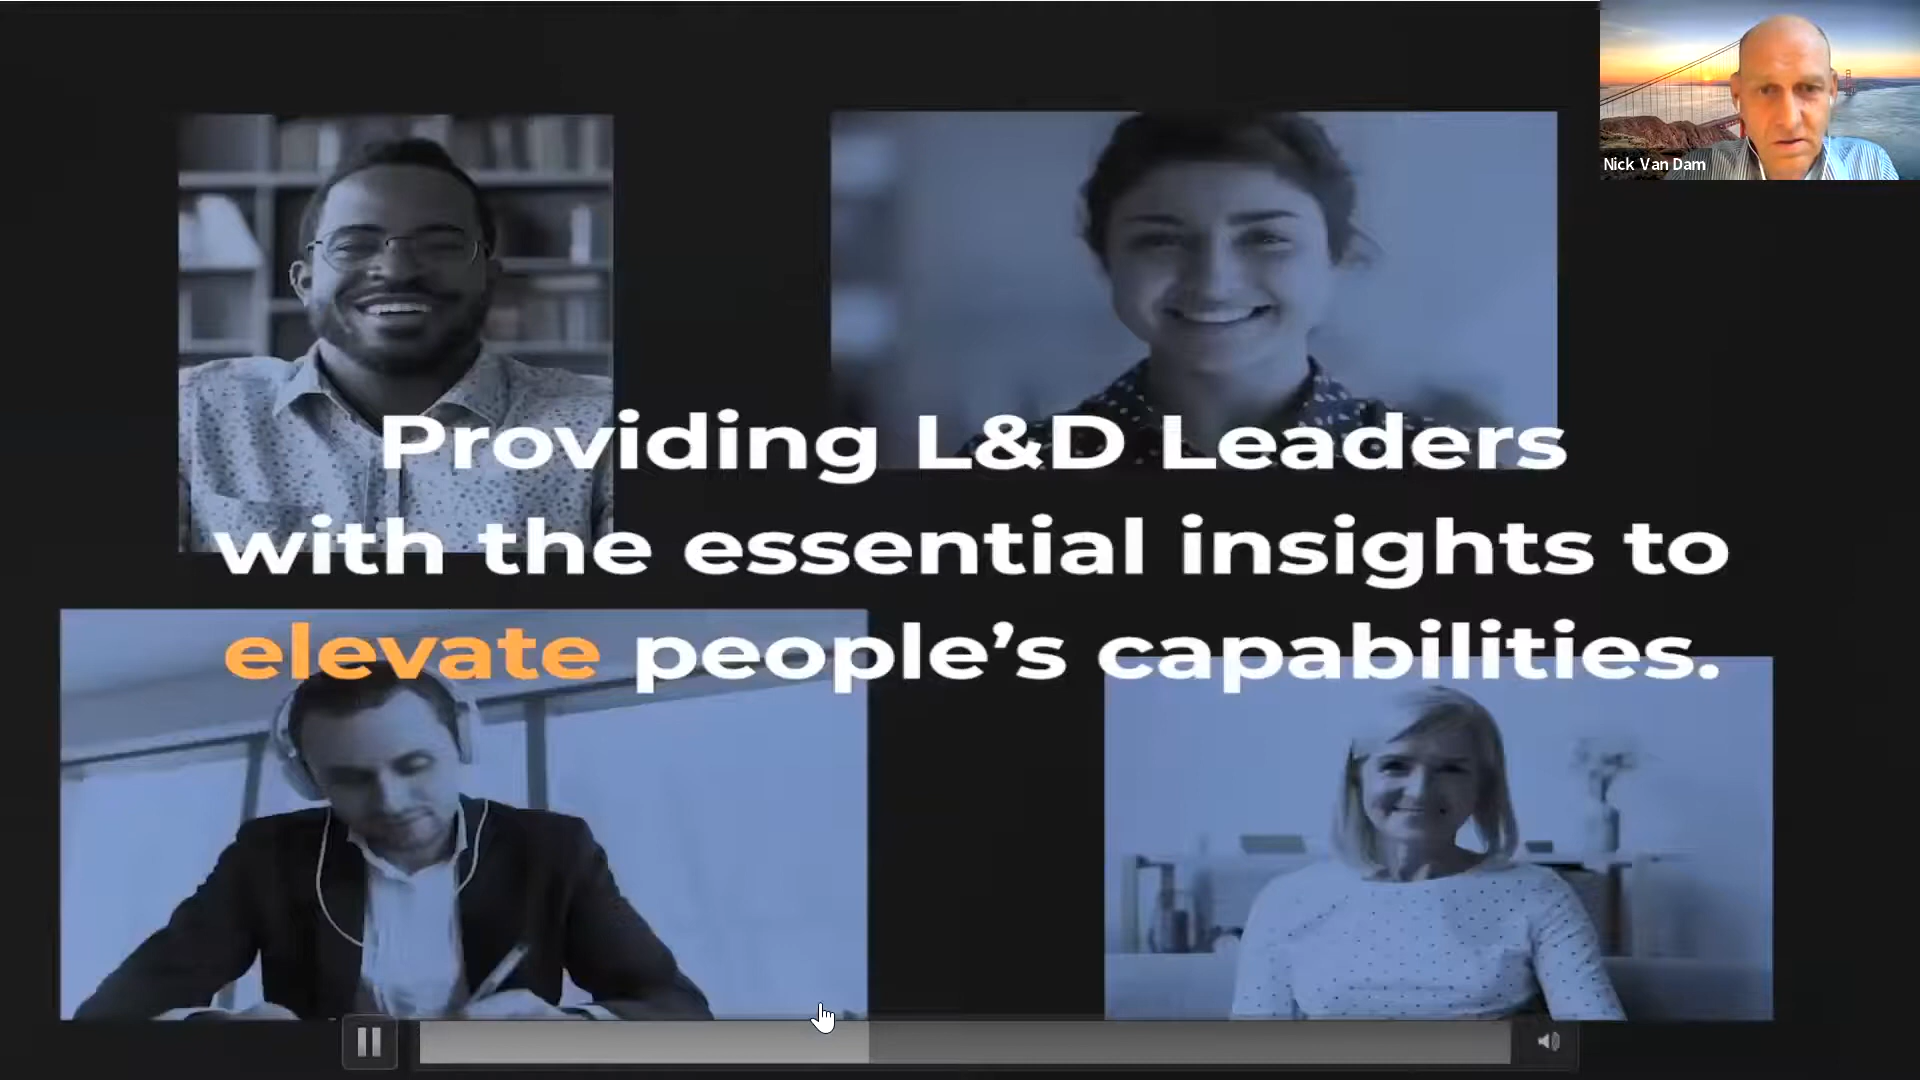 Nick Van Dam
Providing L&D Leaders
with the essential insights to
elevate people’s capabilities.